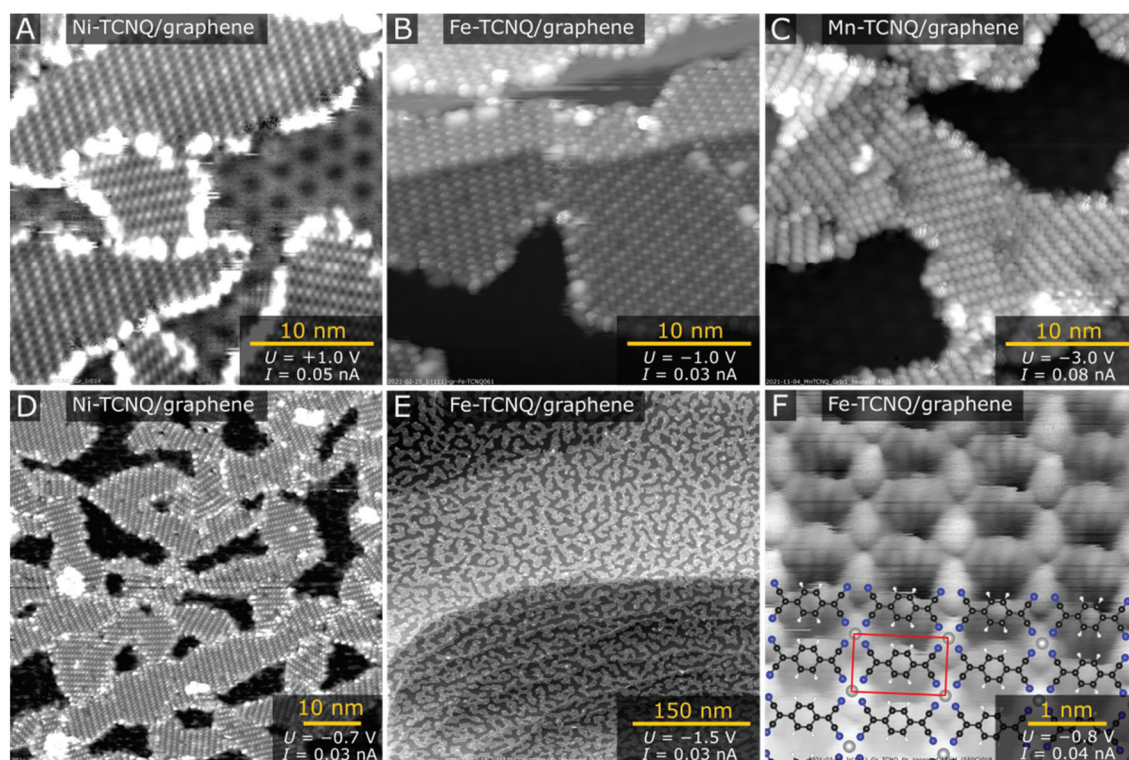 A Ni-TCNQ/graphene
10 nm
U = +1.0 V
I = 0.05 nA
B Fe-TCNQ/graphene
10 nm
U = −1.0 V
I = 0.03 nA
C Mn-TCNQ/graphene
10 nm
U = −3.0 V
I = 0.08 nA
D Ni-TCNQ/graphene
10 nm
U = −0.7 V
I = 0.03 nA
E Fe-TCNQ/graphene
150 nm
U = −1.5 V
I = 0.03 nA
F Fe-TCNQ/graphene
1 nm
U = −0.8 V
I = 0.04 nA